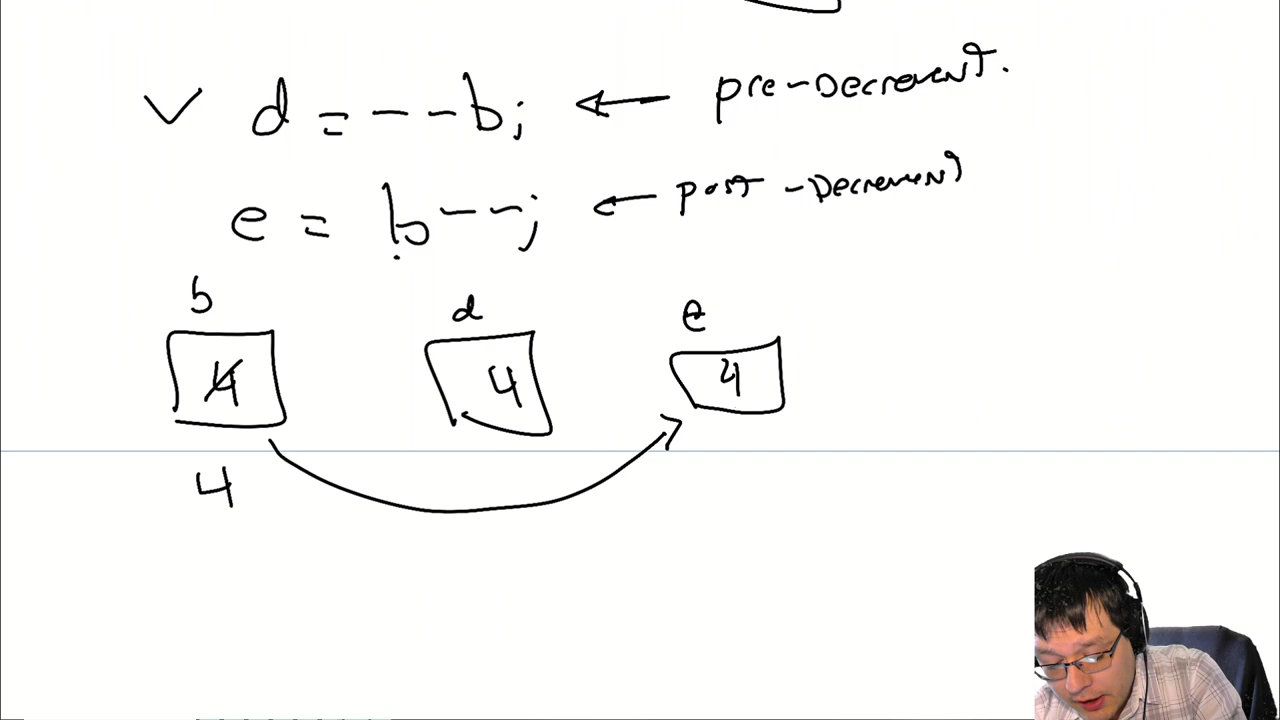 d = --b; ← pre-Decrement.
e = b--; ← post-Decrement
b d e
4 4 4
4